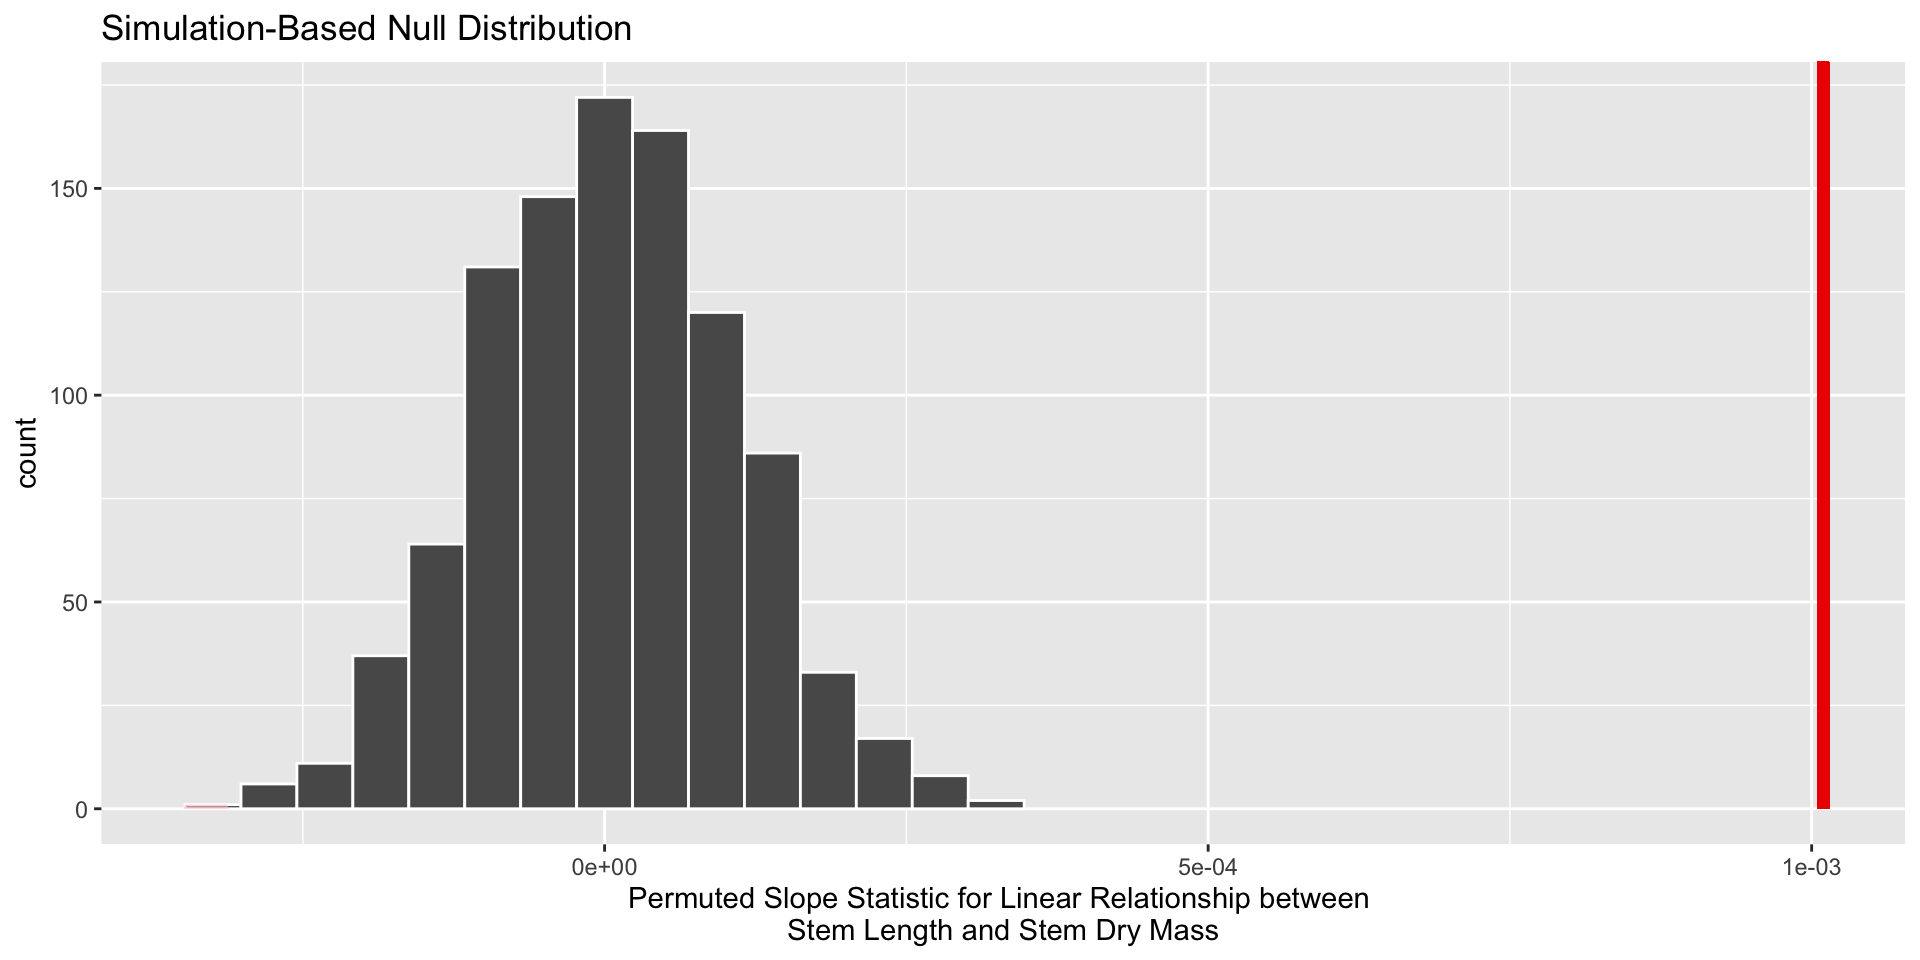 Simulation-Based Null Distribution
150
100
50
0
count
0e+00
5e-04
1e-03
Permuted Slope Statistic for Linear Relationship between
Stem Length and Stem Dry Mass